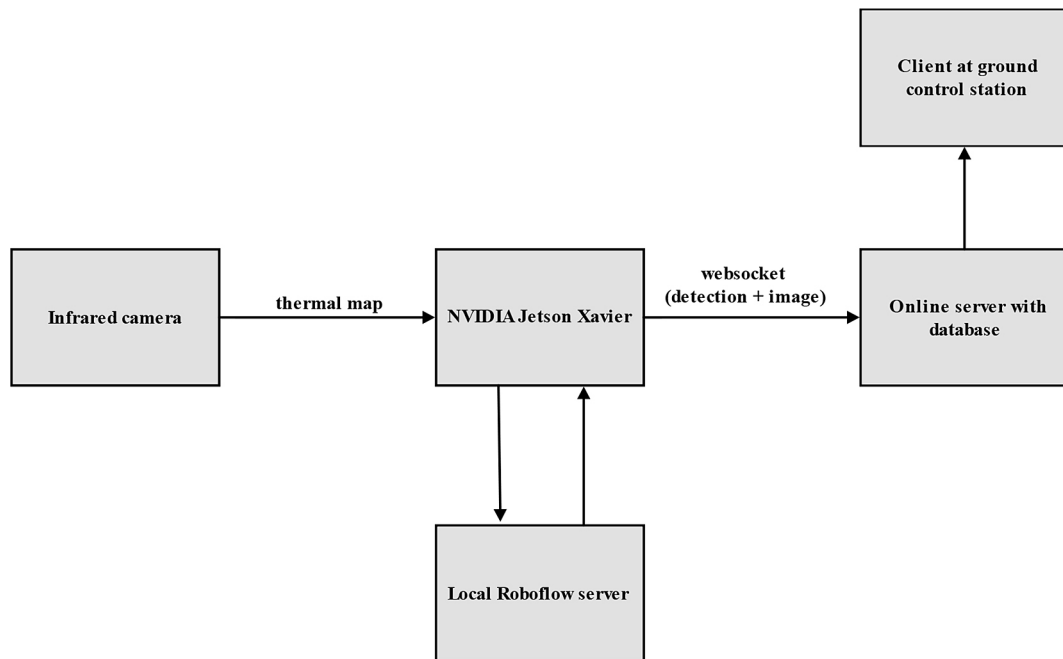 Client at ground
control station
Infrared camera
thermal map
NVIDIA Jetson Xavier
websocket
(detection + image)
Online server with
database
Local Roboflow server